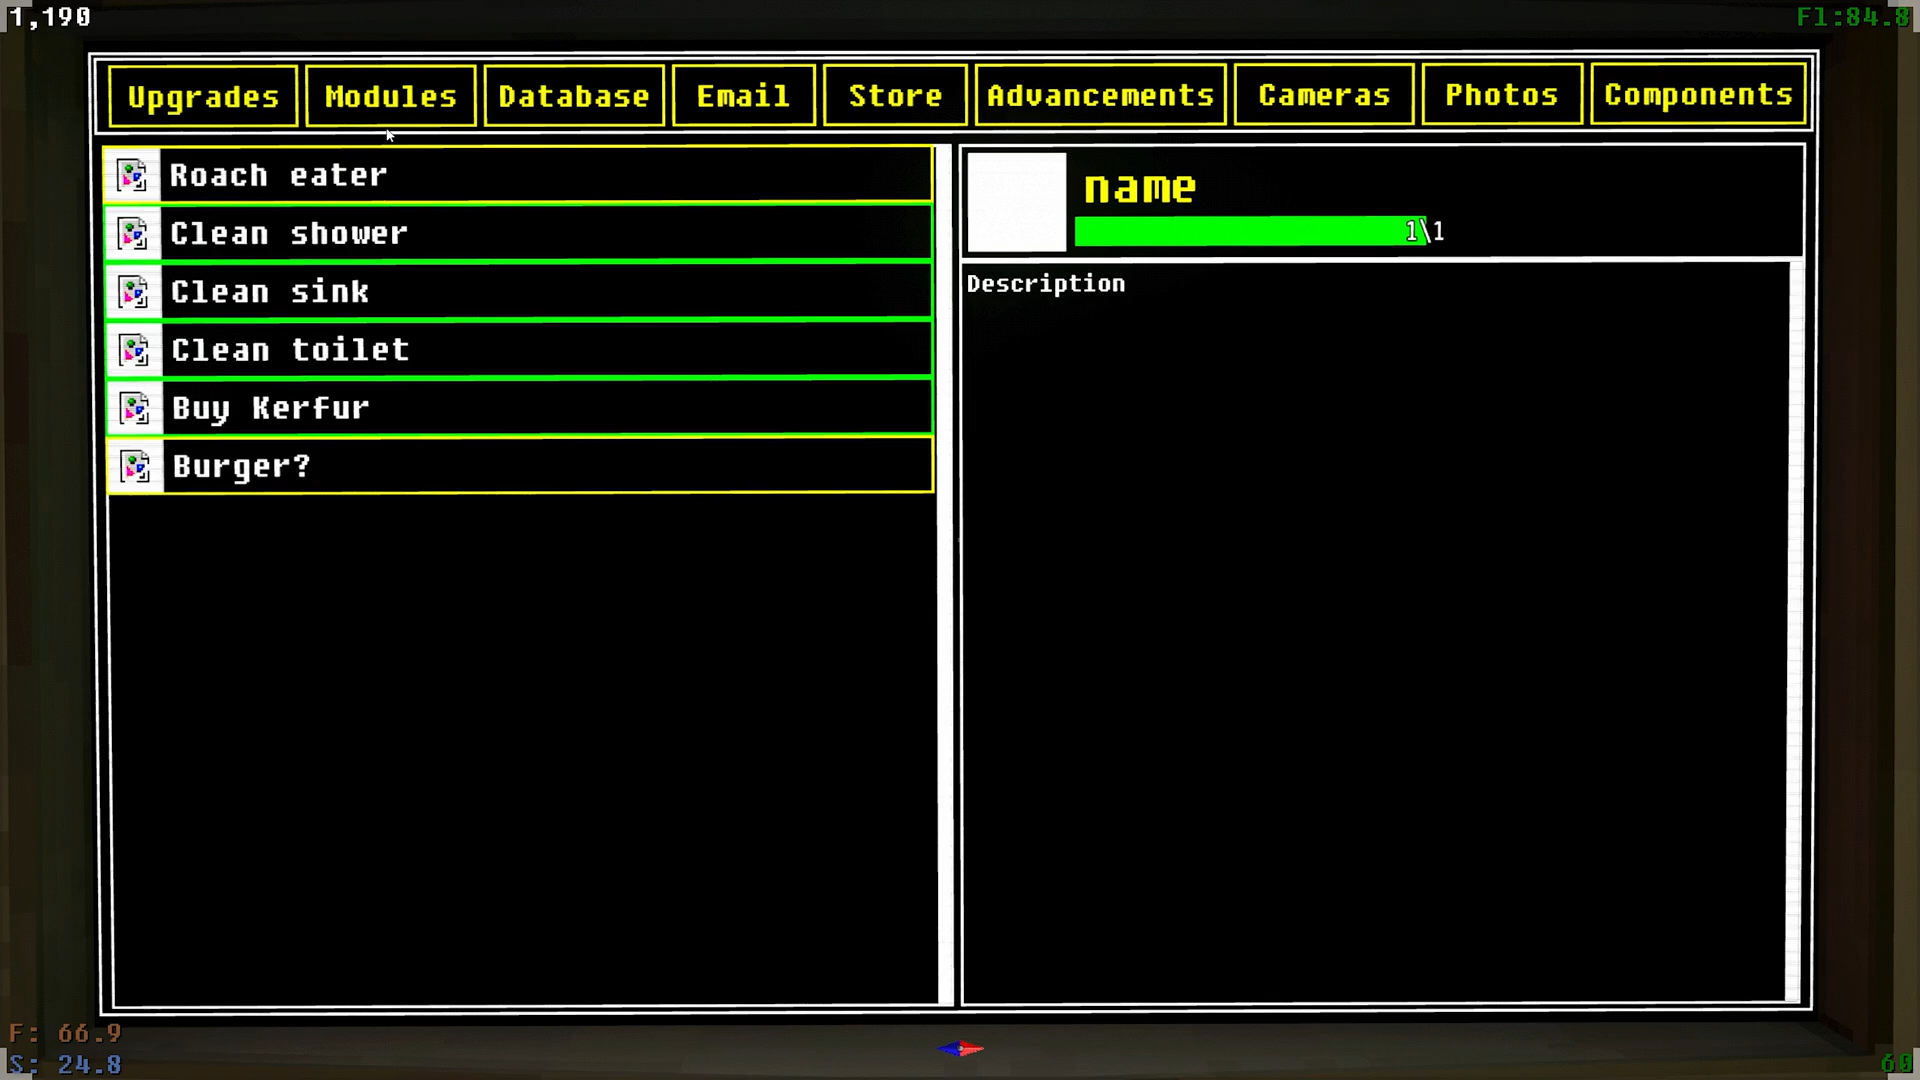 1,190
Fl:84.8
Upgrades Modules Database Email Store Advancements Cameras Photos Components
Roach eater
Clean shower
Clean sink
Clean toilet
Buy Kerfur
Burger?
name
1\1
Description
F: 66.9
S: 24.8
60